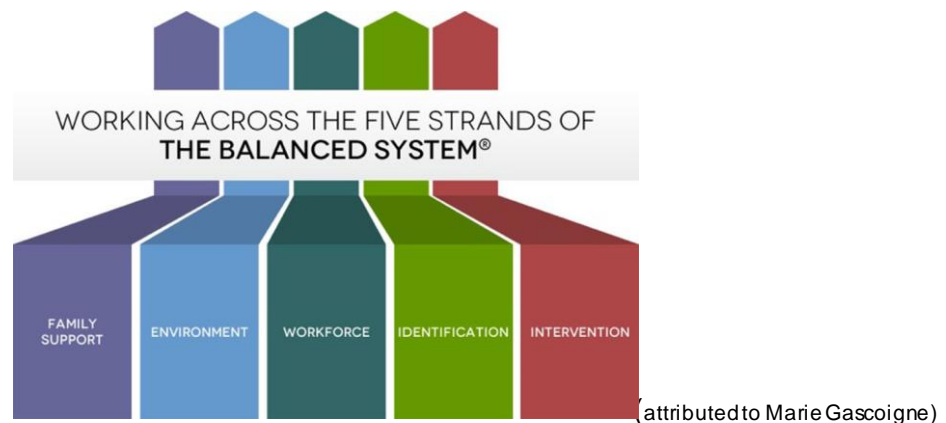 WORKING ACROSS THE FIVE STRANDS OF
THE BALANCED SYSTEM®
FAMILY
SUPPORT
ENVIRONMENT
WORKFORCE
IDENTIFICATION
INTERVENTION
(attributed to Marie Gascoigne)